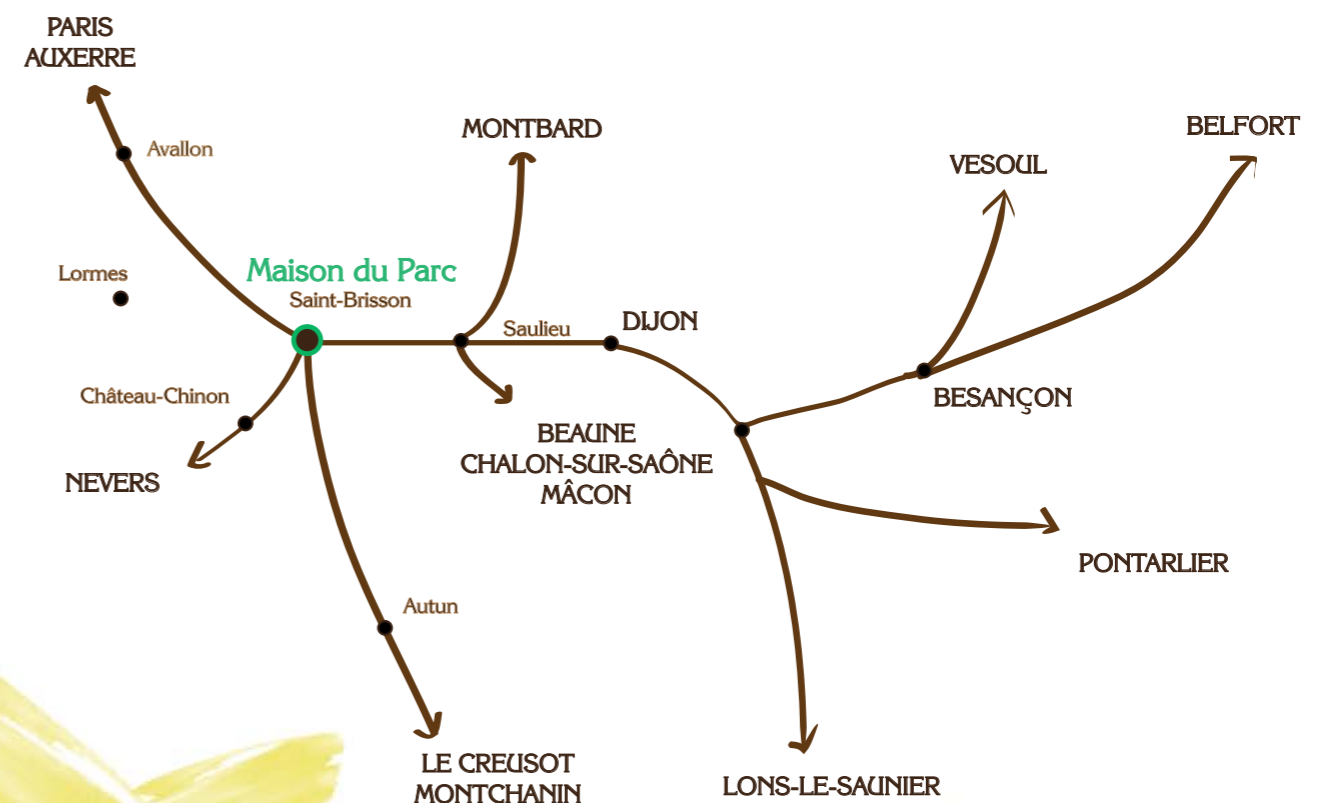 PARIS
AUXERRE
Avallon
MONTBARD
BELFORT
VESOUL
Lormes
Maison du Parc
Saint-Brisson
Saulieu
DIJON
Château-Chinon
BESANÇON
NEVERS
BEAUNE
CHALON-SUR-SAÔNE
MÂCON
PONTARLIER
Autun
LE CREUSOT
MONTCHANIN
LONS-LE-SAUNIER